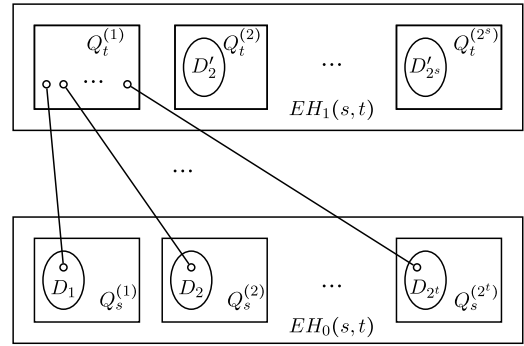 Q_t^{(1)} Q_t^{(2)} Q_t^{(2^s)}
... D'_2 ... D'_{2^s}
EH_1(s,t)
...
D_1 D_2 ... D_{2^t}
Q_s^{(1)} Q_s^{(2)} Q_s^{(2^t)}
EH_0(s,t)